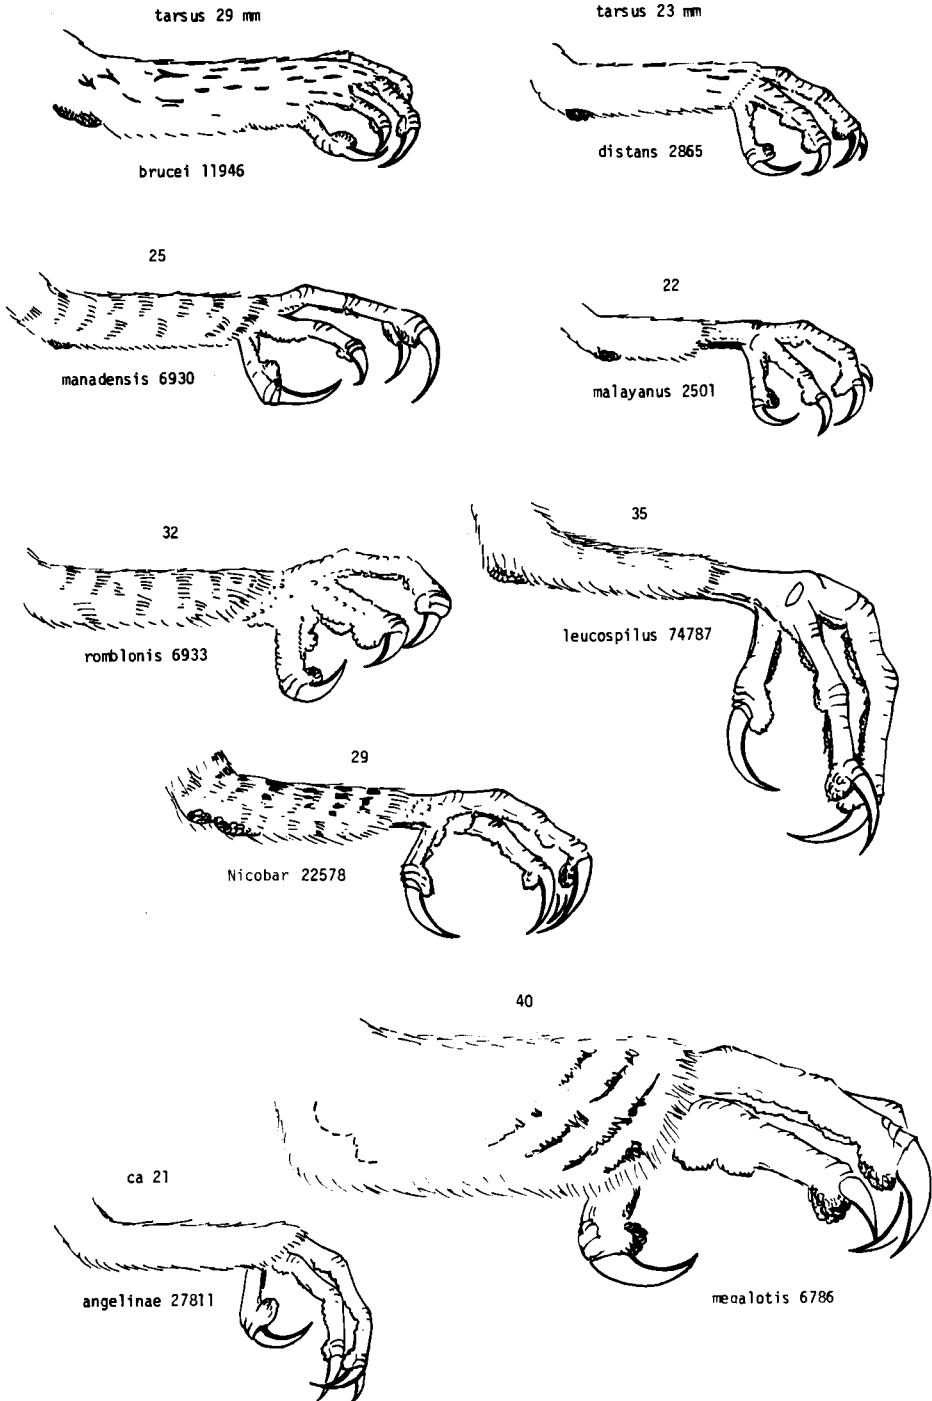 tarsus 29 mm
tarsus 23 mm
brucei 11946
distans 2865
25
22
manadensis 6930
malayanus 2501
32
35
romblonis 6933
leucospilus 74787
29
Nicobar 22578
40
ca 21
angelinae 27811
megalotis 6786